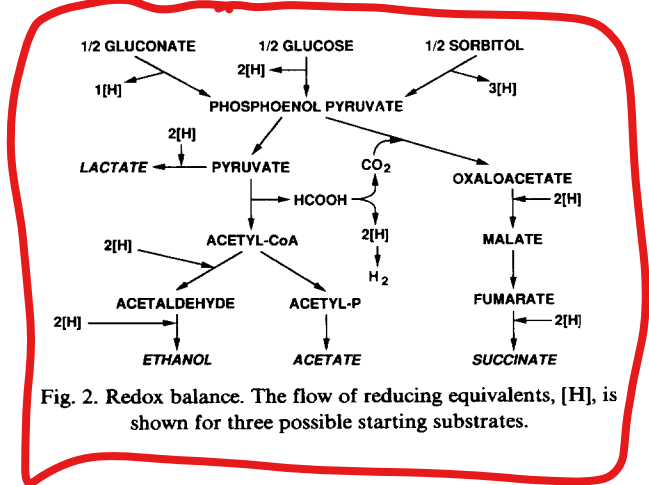 1/2 GLUCONATE 1/2 GLUCOSE 1/2 SORBITOL
2[H]
1[H] 3[H]
PHOSPHOENOL PYRUVATE
2[H]
LACTATE PYRUVATE CO2
OXALOACETATE
HCOOH 2[H]
2[H] ACETYL-CoA 2[H] MALATE
H2
ACETALDEHYDE ACETYL-P FUMARATE
2[H] 2[H]
ETHANOL ACETATE SUCCINATE
Fig. 2. Redox balance. The flow of reducing equivalents, [H], is
shown for three possible starting substrates.